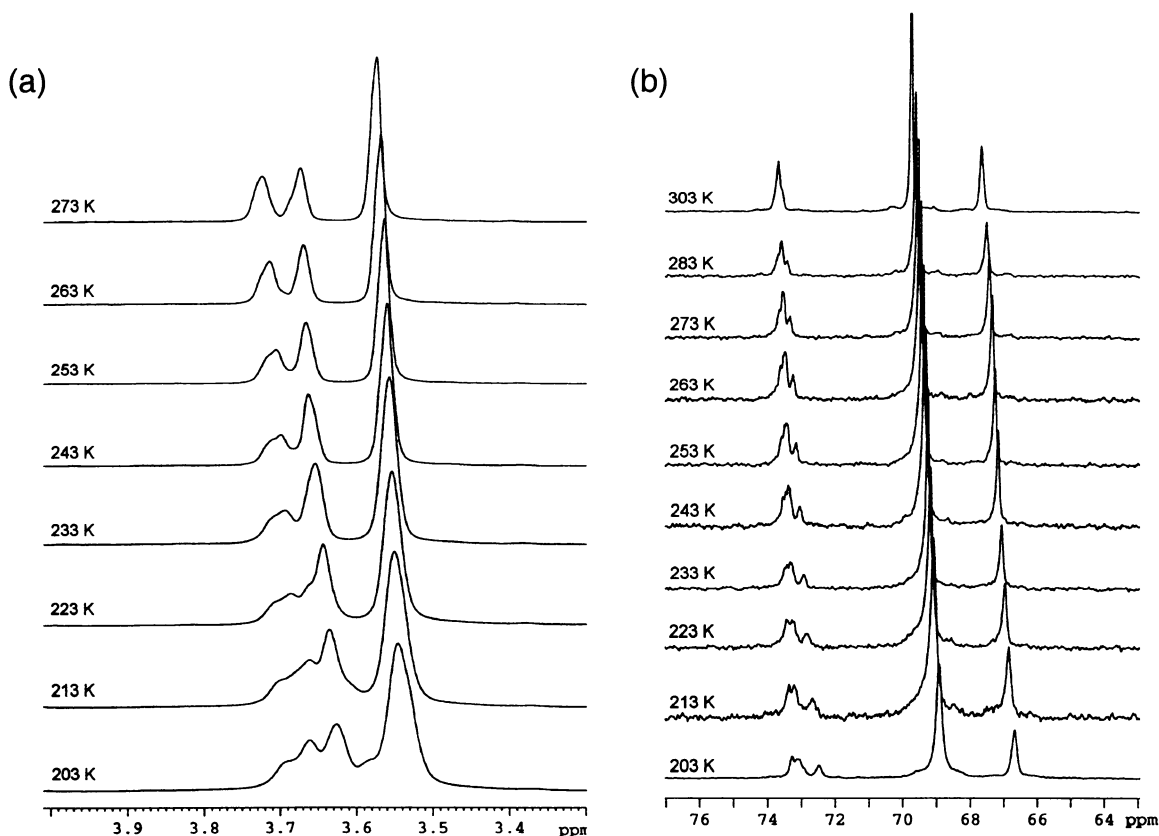 (a)
273 K
263 K
253 K
243 K
233 K
223 K
213 K
203 K
3.9 3.8 3.7 3.6 3.5 3.4 ppm
(b)
303 K
283 K
273 K
263 K
253 K
243 K
233 K
223 K
213 K
203 K
76 74 72 70 68 66 64 ppm